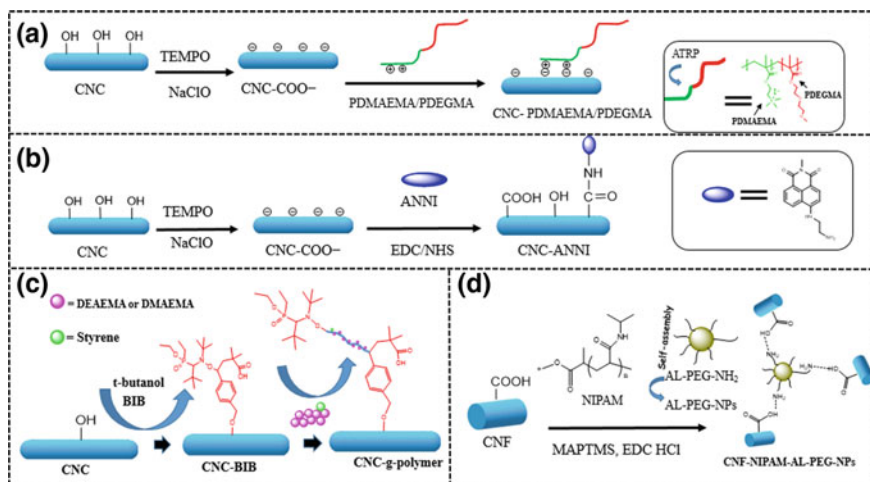 (a)
OH OH OH
CNC
TEMPO
NaClO
CNC-COO−
PDMAEMA/PDEGMA
CNC- PDMAEMA/PDEGMA
ATRP
PDEGMA
PDMAEMA
(b)
OH OH OH
CNC
TEMPO
NaClO
CNC-COO−
ANNI
EDC/NHS
COOH OH C=O
NH
CNC-ANNI
(c)
= DEAEMA or DMAEMA
= Styrene
t-butanol
BIB
OH
CNC
CNC-BIB
CNC-g-polymer
(d)
COOH
CNF
NIPAM
MAPTMS, EDC HCl
Self-assembly
AL-PEG-NH2
AL-PEG-NPs
CNF-NIPAM-AL-PEG-NPs